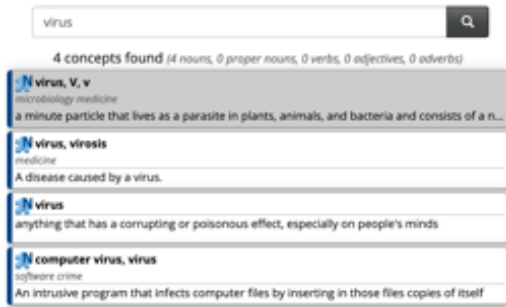 virus
4 concepts found (4 nouns, 0 proper nouns, 0 verbs, 0 adjectives, 0 adverbs)
N virus, V, v
microbiology medicine
a minute particle that lives as a parasite in plants, animals, and bacteria and consists of a n...
N virus, virosis
medicine
A disease caused by a virus.
N virus
anything that has a corrupting or poisonous effect, especially on people's minds
N computer virus, virus
software crime
An intrusive program that infects computer files by inserting in those files copies of itself